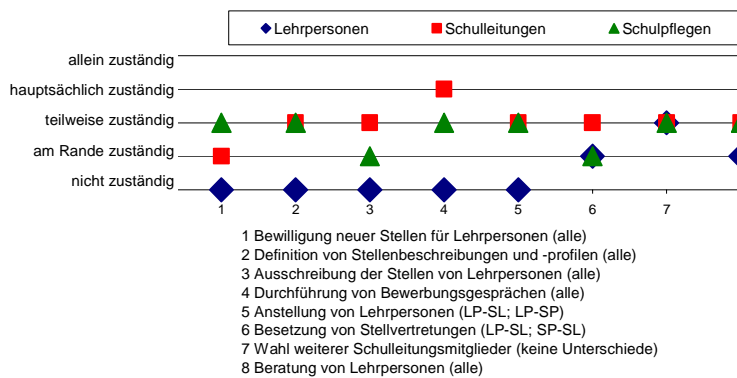 Lehrpersonen Schulleitungen Schulpflegen
allein zuständig
hauptsächlich zuständig
teilweise zuständig
am Rande zuständig
nicht zuständig
1 2 3 4 5 6 7
1 Bewilligung neuer Stellen für Lehrpersonen (alle)
2 Definition von Stellenbeschreibungen und -profilen (alle)
3 Ausschreibung der Stellen von Lehrpersonen (alle)
4 Durchführung von Bewerbungsgesprächen (alle)
5 Anstellung von Lehrpersonen (LP-SL; LP-SP)
6 Besetzung von Stellvertretungen (LP-SL; SP-SL)
7 Wahl weiterer Schulleitungsmitglieder (keine Unterschiede)
8 Beratung von Lehrpersonen (alle)